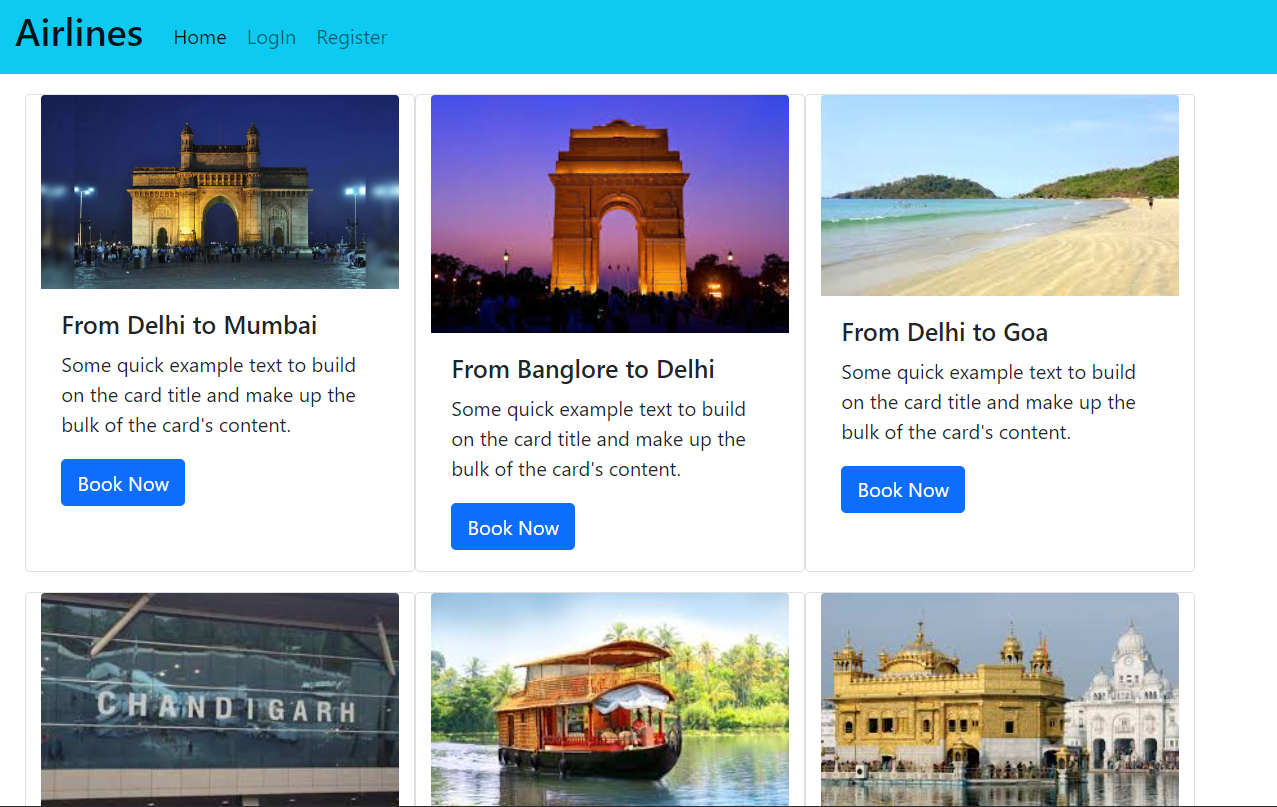 Airlines
Home LogIn Register
From Delhi to Mumbai
Some quick example text to build
on the card title and make up the
bulk of the card's content.
Book Now
From Banglore to Delhi
Some quick example text to build
on the card title and make up the
bulk of the card's content.
Book Now
From Delhi to Goa
Some quick example text to build
on the card title and make up the
bulk of the card's content.
Book Now
CHANDIGARH